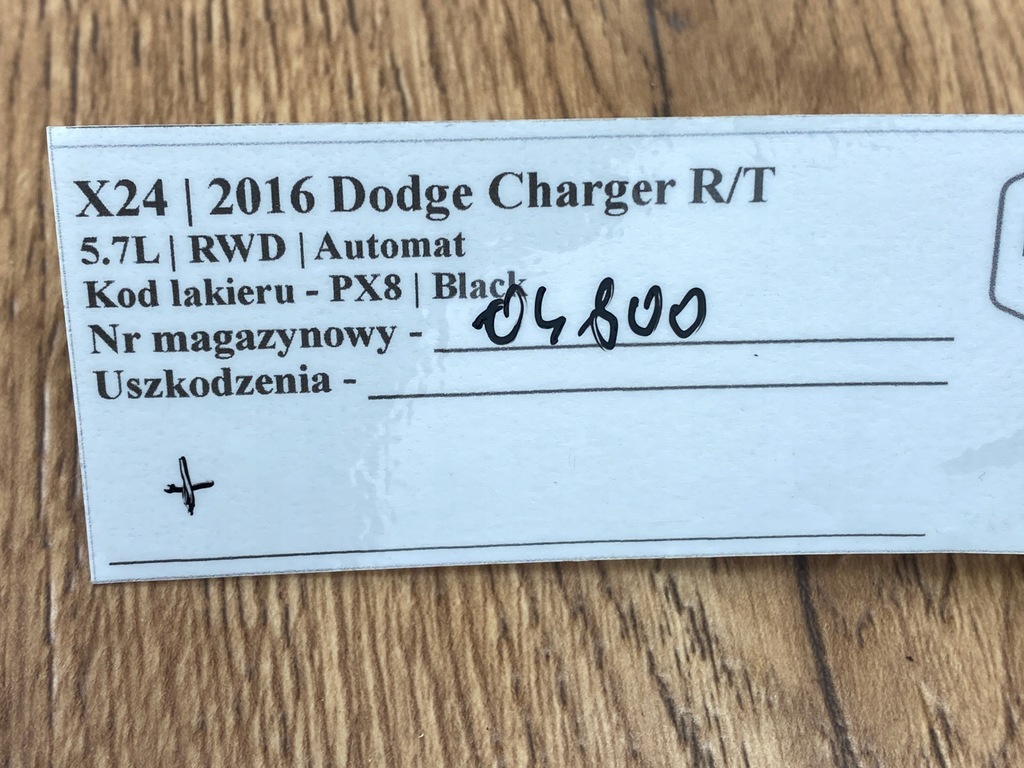 X24 | 2016 Dodge Charger R/T
5.7L | RWD | Automat
Kod lakieru - PX8 | Black
Nr magazynowy - 04800
Uszkodzenia -
+